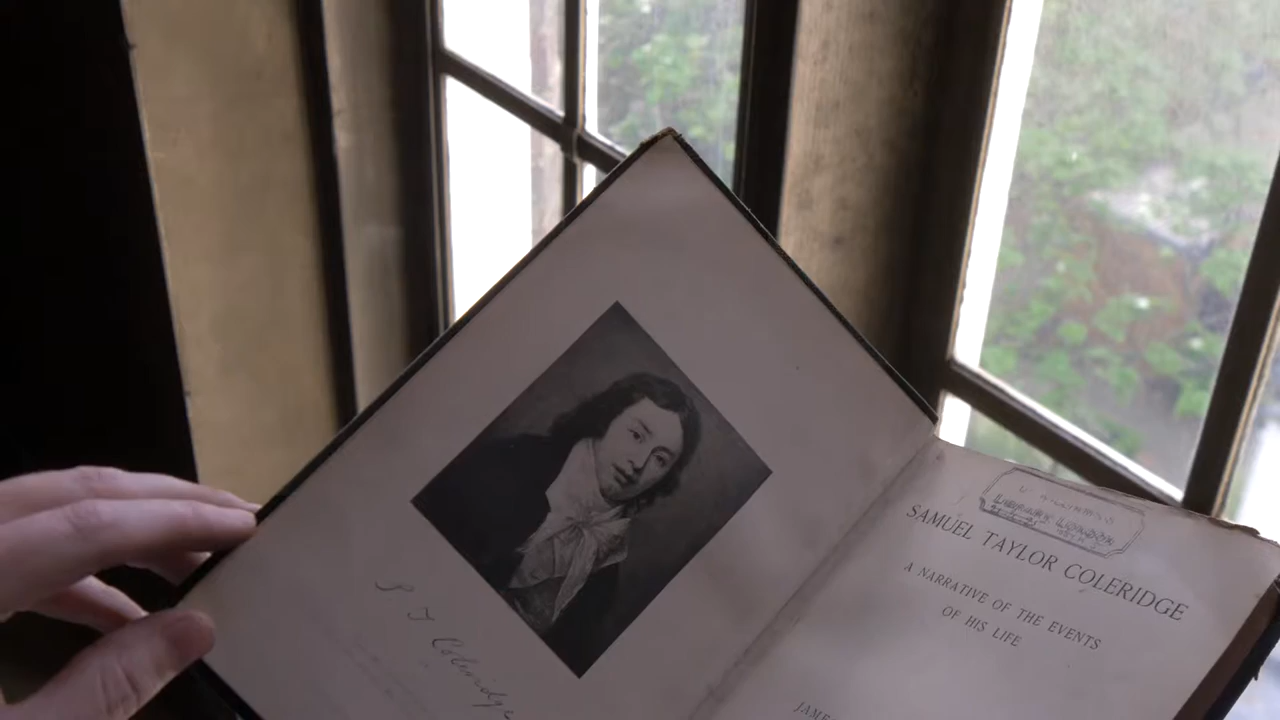 S T Coleridge
LIBRARY LONDON
SAMUEL TAYLOR COLERIDGE
A NARRATIVE OF THE EVENTS
OF HIS LIFE